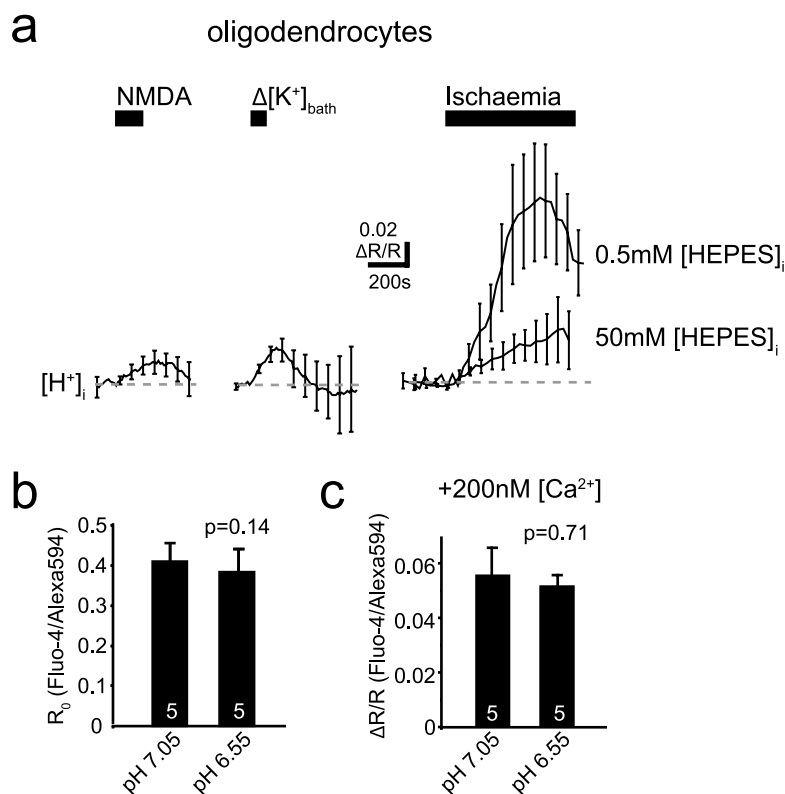 a
oligodendrocytes
NMDA
Δ[K⁺]bath
Ischaemia
0.02
ΔR/R
200s
0.5mM [HEPES]i
50mM [HEPES]i
[H⁺]i
b
c
+200nM [Ca²⁺]
R0 (Fluo-4/Alexa594)
0.5
0.4
0.3
0.2
0.1
0
p=0.14
5
5
pH 7.05
pH 6.55
ΔR/R (Fluo-4/Alexa594)
0.06
0.04
0.02
0
p=0.71
5
5
pH 7.05
pH 6.55